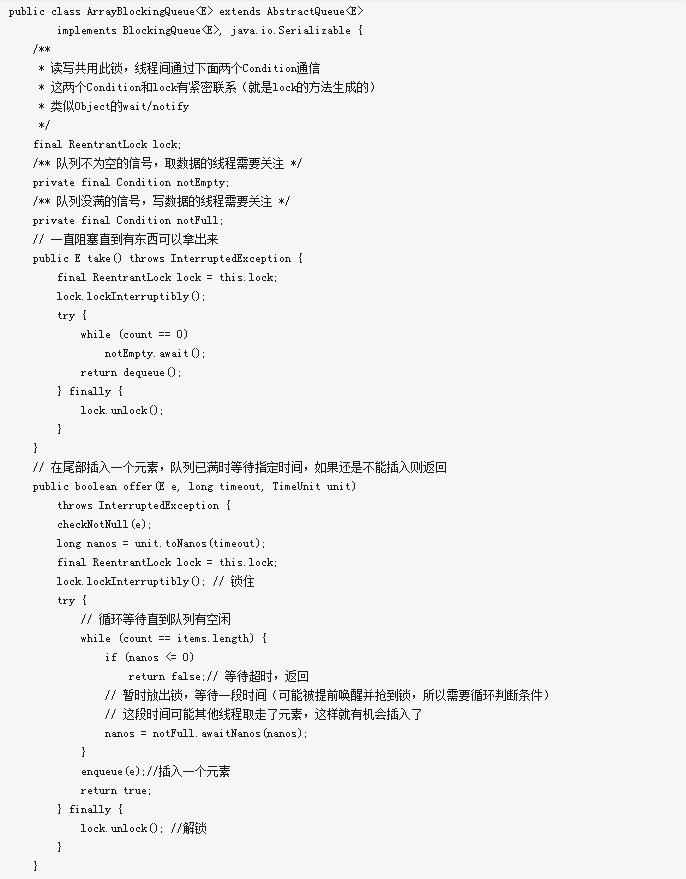 public class ArrayBlockingQueue<E> extends AbstractQueue<E>
        implements BlockingQueue<E>, java.io.Serializable {
    /**
     * 读写共用此锁，线程间通过下面两个Condition通信
     * 这两个Condition和lock有紧密联系（就是lock的方法生成的）
     * 类似Object的wait/notify
     */
    final ReentrantLock lock;
    /** 队列不为空的信号，取数据的线程需要关注 */
    private final Condition notEmpty;
    /** 队列没满的信号，写数据的线程需要关注 */
    private final Condition notFull;
    // 一直阻塞直到有东西可以拿出来
    public E take() throws InterruptedException {
        final ReentrantLock lock = this.lock;
        lock.lockInterruptibly();
        try {
            while (count == 0)
                notEmpty.await();
            return dequeue();
        } finally {
            lock.unlock();
        }
    }
    // 在尾部插入一个元素，队列已满时等待指定时间，如果还是不能插入则返回
    public boolean offer(E e, long timeout, TimeUnit unit)
        throws InterruptedException {
        checkNotNull(e);
        long nanos = unit.toNanos(timeout);
        final ReentrantLock lock = this.lock;
        lock.lockInterruptibly(); // 锁住
        try {
            // 循环等待直到队列有空闲
            while (count == items.length) {
                if (nanos <= 0)
                    return false;// 等待超时，返回
                // 暂时放出锁，等待一段时间（可能被提前唤醒并抢到锁，所以需要循环判断条件）
                // 这段时间可能其他线程取走了元素，这样就有机会插入了
                nanos = notFull.awaitNanos(nanos);
            }
            enqueue(e);//插入一个元素
            return true;
        } finally {
            lock.unlock(); //解锁
        }
    }